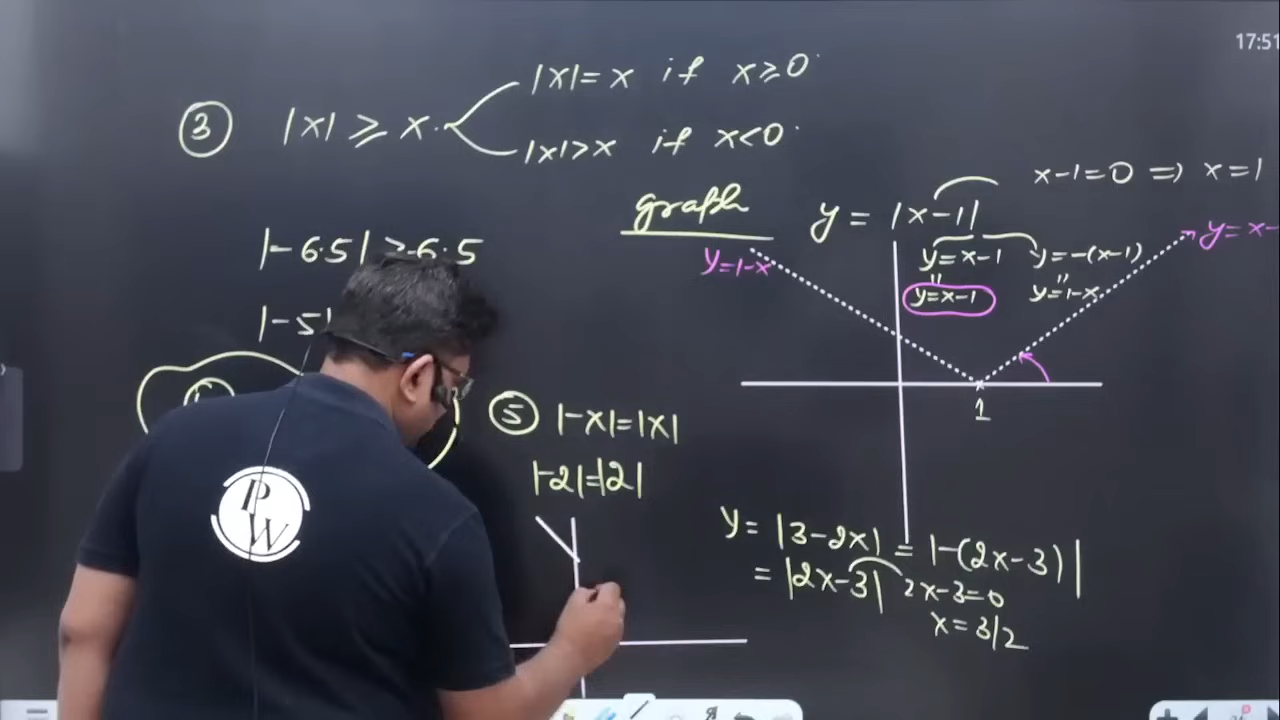 17:51
③ |x| ≥ x
|x| = x if x ≥ 0
|x| > x if x < 0
|-6.5| > -6.5
|-5|
⑤ |-x| = |x|
|-2| = |2|
graph y = |x-1|
x-1=0 ⇒ x=1
y=x-1 y=-(x-1)
y=x-1 y=1-x
y=1-x
y=x-
1
y = |3-2x| = |-(2x-3)|
= |2x-3| 2x-3=0
x = 3/2
PW